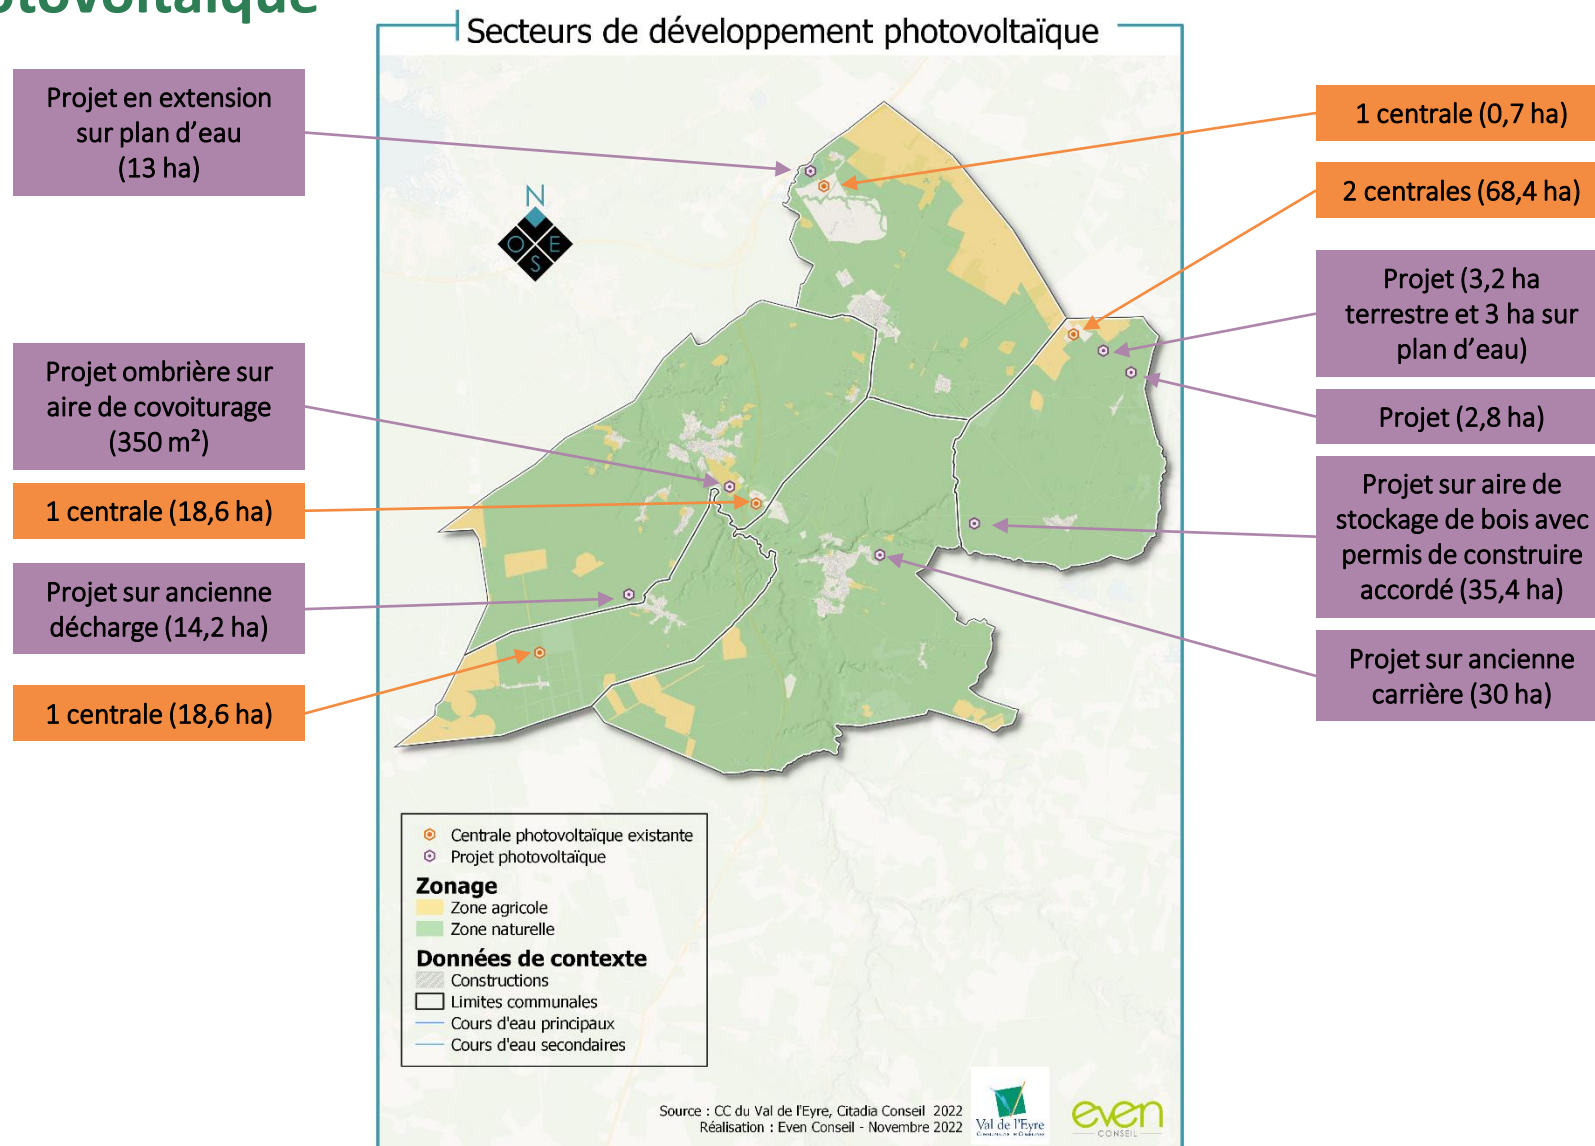 otovoltaïque
Secteurs de développement photovoltaïque
Projet en extension
sur plan d’eau
(13 ha)
Projet ombrière sur
aire de covoiturage
(350 m²)
1 centrale (18,6 ha)
Projet sur ancienne
décharge (14,2 ha)
1 centrale (18,6 ha)
N
O E
S
1 centrale (0,7 ha)
2 centrales (68,4 ha)
Projet (3,2 ha
terrestre et 3 ha sur
plan d’eau)
Projet (2,8 ha)
Projet sur aire de
stockage de bois avec
permis de construire
accordé (35,4 ha)
Projet sur ancienne
carrière (30 ha)
Centrale photovoltaïque existante
Projet photovoltaïque
Zonage
Zone agricole
Zone naturelle
Données de contexte
Constructions
Limites communales
Cours d'eau principaux
Cours d'eau secondaires
Source : CC du Val de l'Eyre, Citadia Conseil 2022
Réalisation : Even Conseil - Novembre 2022
Val de l'Eyre
even
CONSEIL